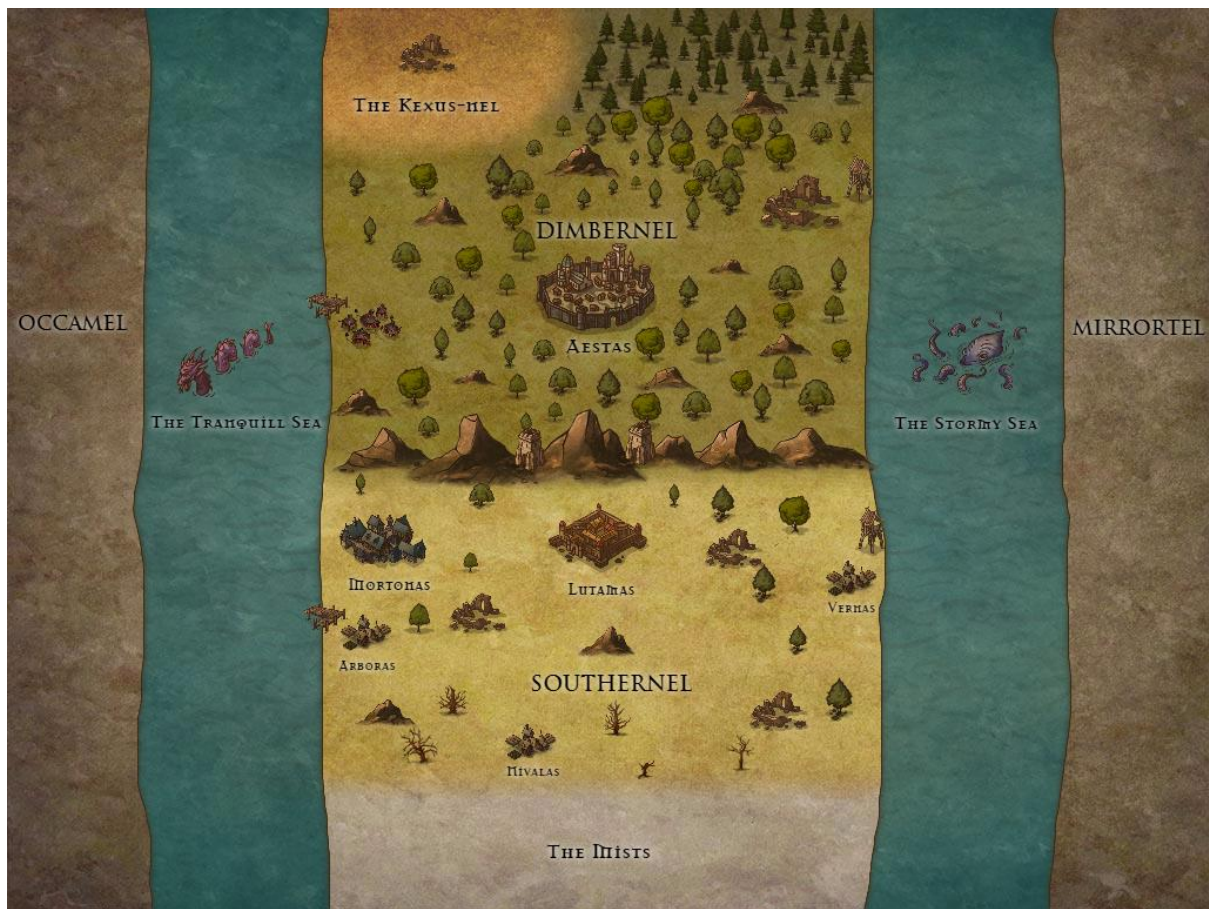 The Kexus-nel
DIMBERNEL
OCCAMEL
MIRRORTEL
Aestas
The Tranquill Sea
The Stormy Sea
Mortomas
Lutamas
Vernas
Arboras
SOUTHERNEL
Nivalas
The Mists